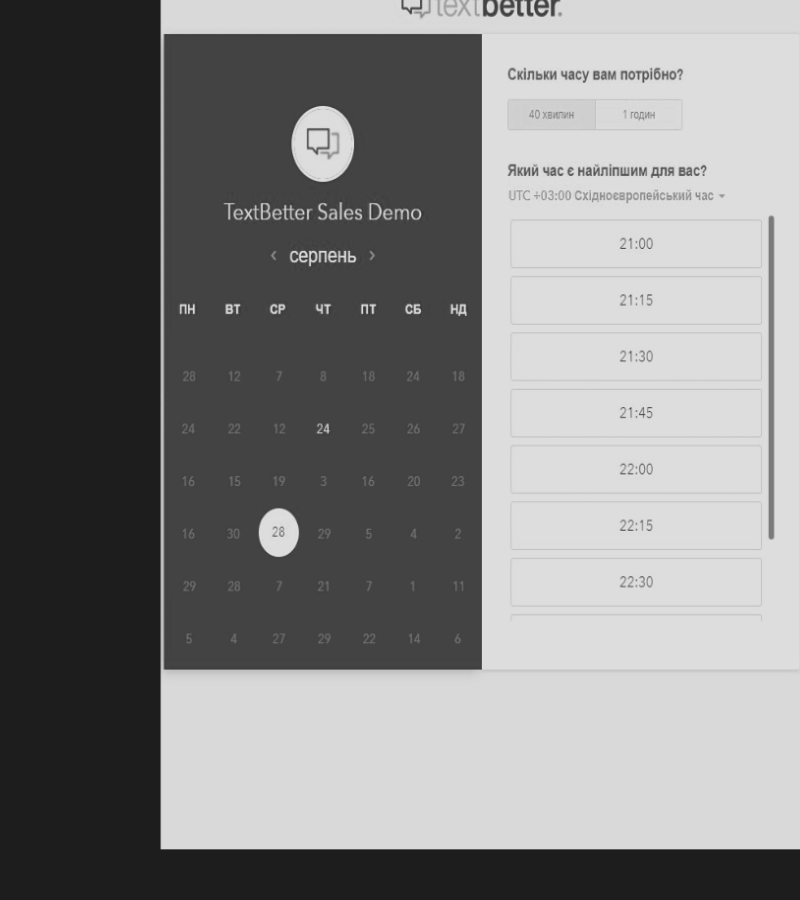 textbetter.
TextBetter Sales Demo
‹ серпень ›
ПН ВТ СР ЧТ ПТ СБ НД
28 12 7 8 18 24 18
24 22 12 24 25 26 27
16 15 19 3 16 20 23
16 30 28 29 5 4 2
29 28 7 21 7 1 11
5 4 27 29 22 14 6
Скільки часу вам потрібно?
40 хвилин 1 годин
Який час є найліпшим для вас?
UTC +03:00 Східноєвропейський час
21:00
21:15
21:30
21:45
22:00
22:15
22:30